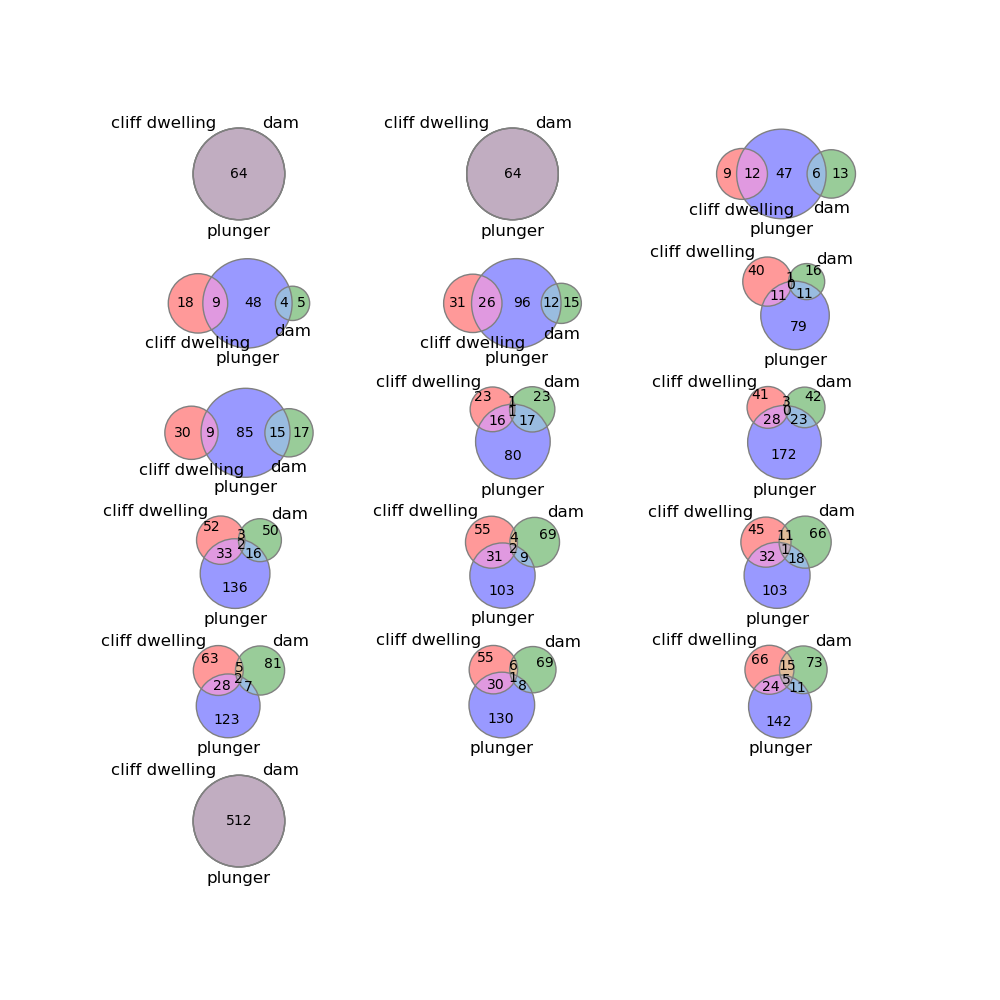 cliff dwelling dam
64
plunger
cliff dwelling dam
64
plunger
9 12 47 6 13
cliff dwelling dam
plunger
18 9 48 4 5
cliff dwelling dam
plunger
31 26 96 12 15
cliff dwelling dam
plunger
cliff dwelling dam
40 1 16
11 0 11
79
plunger
30 9 85 15 17
cliff dwelling dam
plunger
cliff dwelling dam
23 1 23
16 1 17
80
plunger
cliff dwelling dam
41 3 42
28 0 23
172
plunger
cliff dwelling dam
52 3 50
33 2 16
136
plunger
cliff dwelling dam
55 4 69
31 2 9
103
plunger
cliff dwelling dam
45 11 66
32 1 18
103
plunger
cliff dwelling dam
63 5 81
28 2 7
123
plunger
cliff dwelling dam
55 6 69
30 1 8
130
plunger
cliff dwelling dam
66 15 73
24 5 11
142
plunger
cliff dwelling dam
512
plunger